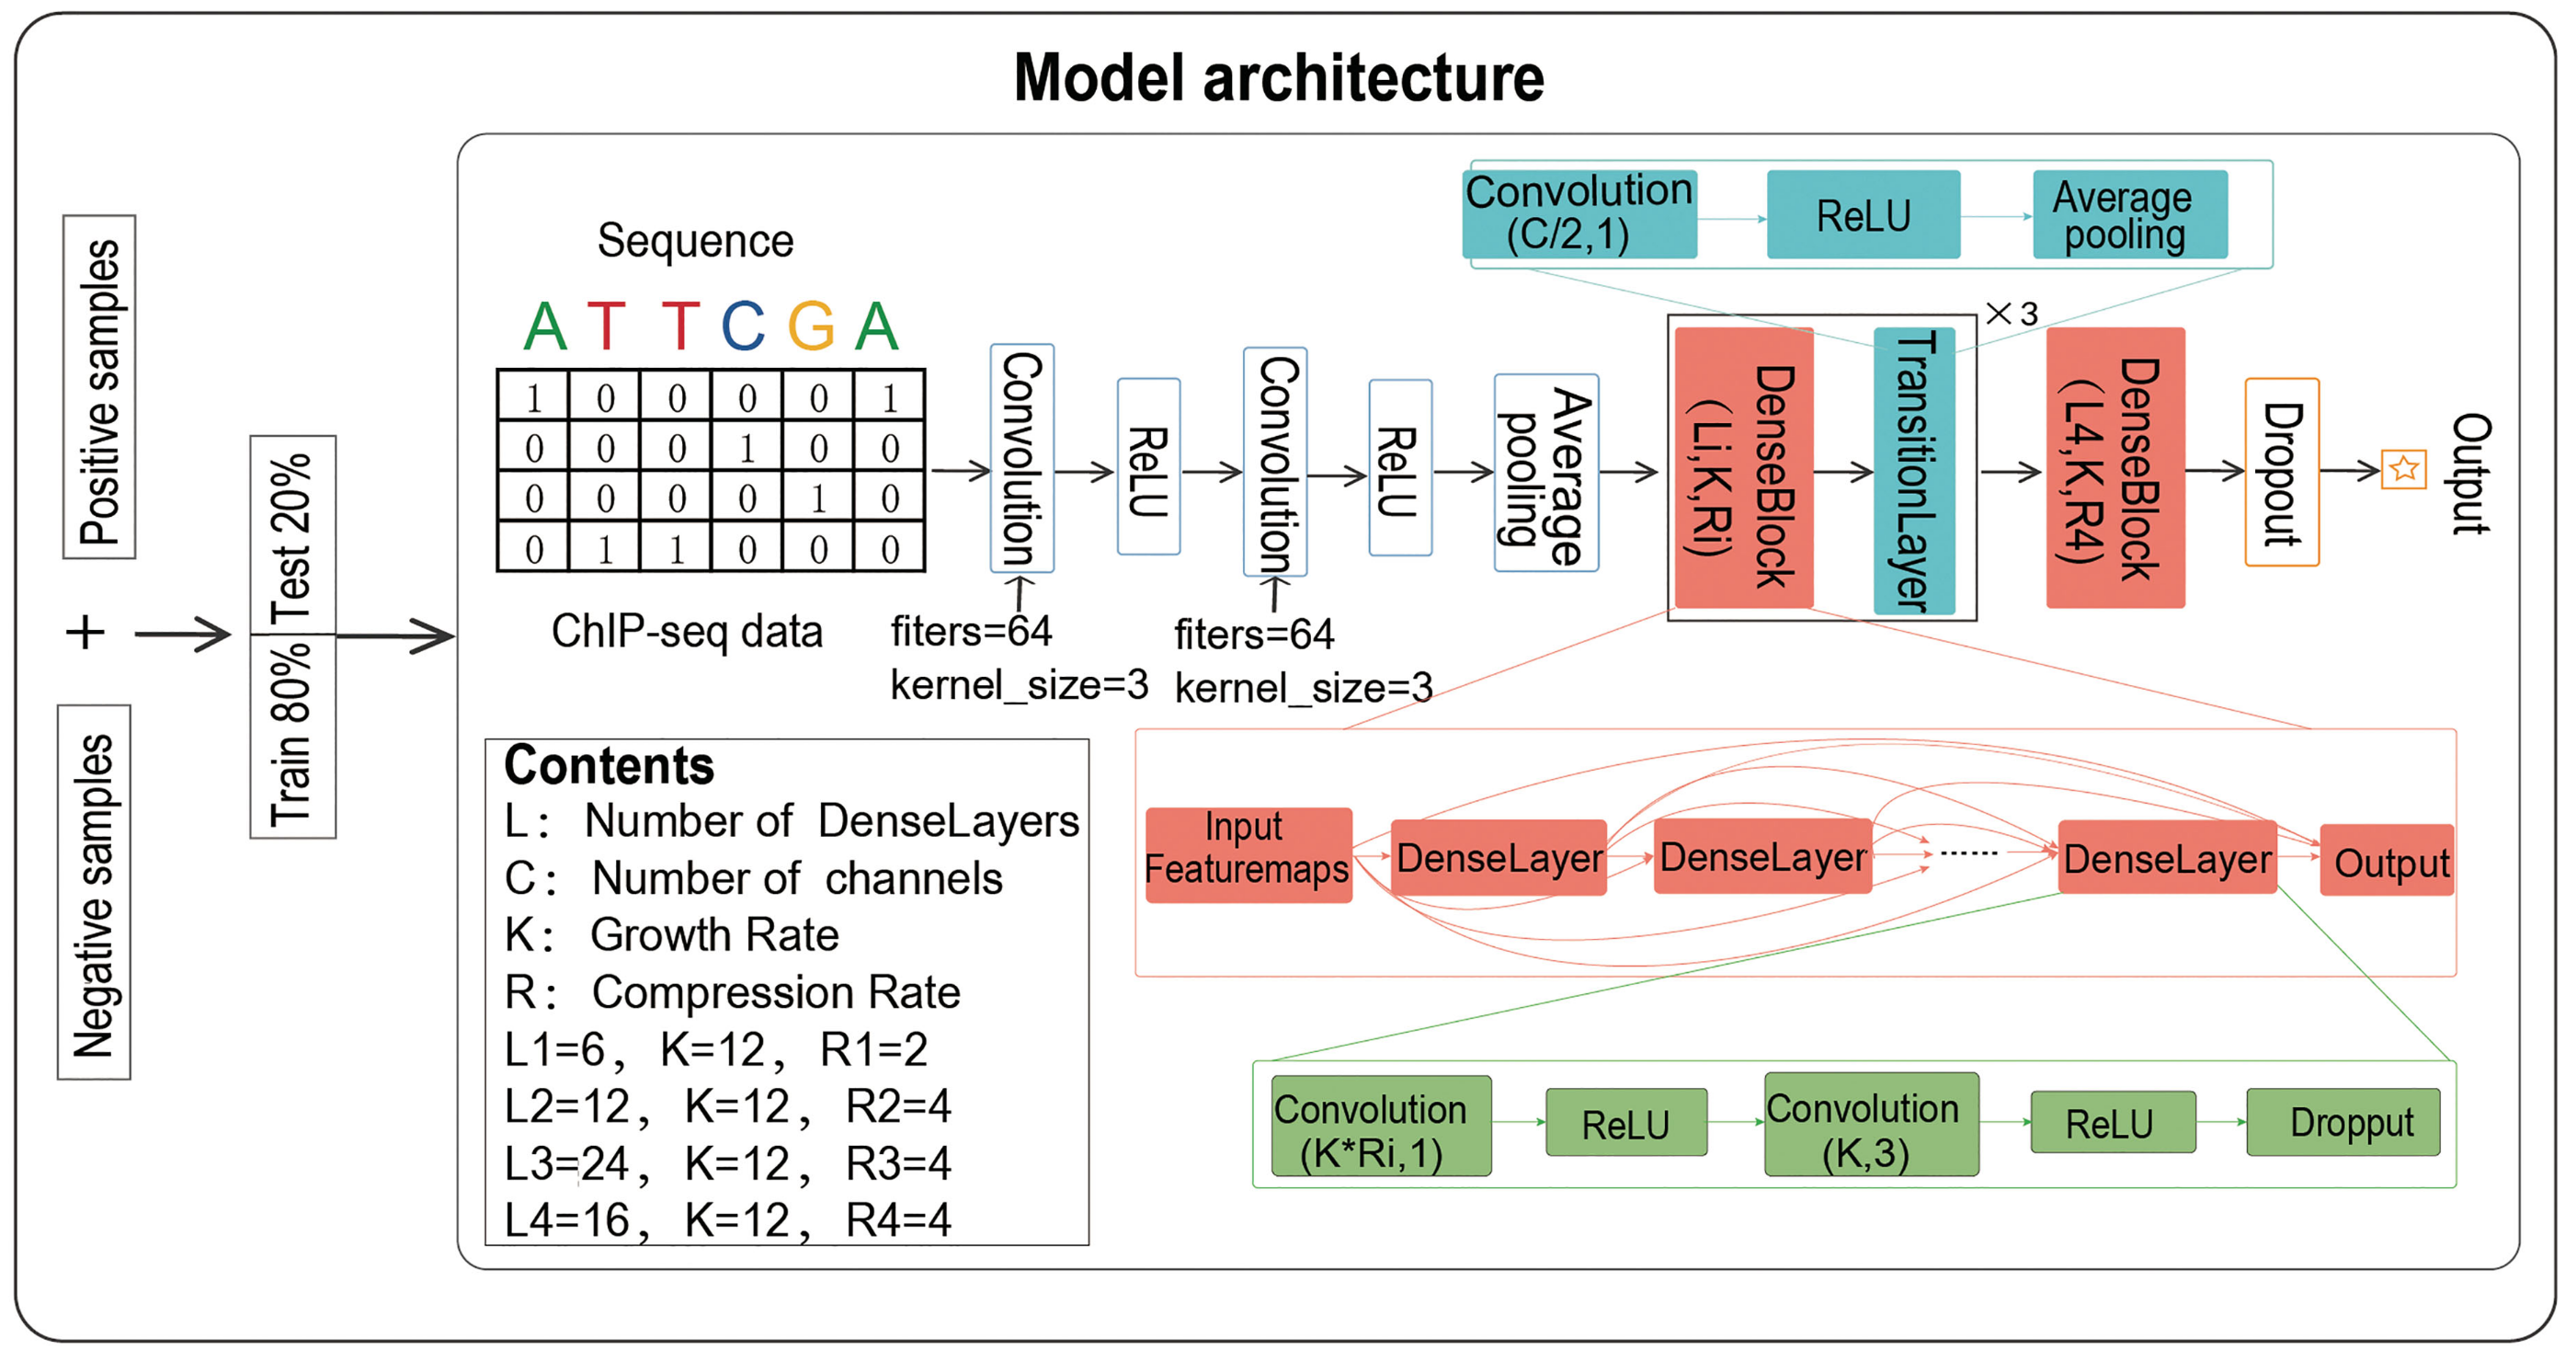 Model architecture
Positive samples
+
Negative samples
Test 20%
Train 80%
Sequence
A T T C G A
1 0 0 0 0 1
0 0 0 1 0 0
0 0 0 0 1 0
0 1 1 0 0 0
ChIP-seq data
Convolution
fiters=64
kernel_size=3
ReLU
Convolution
fiters=64
kernel_size=3
ReLU
Average
pooling
DenseBlock
(Li,K,Ri)
TransitionLayer
×3
Convolution
(C/2,1)
ReLU
Average
pooling
DenseBlock
(L4,K,R4)
Dropout
Output
Input
Featuremaps
DenseLayer
DenseLayer
......
DenseLayer
Output
Convolution
(K*Ri,1)
ReLU
Convolution
(K,3)
ReLU
Dropput
Contents
L: Number of DenseLayers
C: Number of channels
K: Growth Rate
R: Compression Rate
L1=6, K=12, R1=2
L2=12, K=12, R2=4
L3=24, K=12, R3=4
L4=16, K=12, R4=4